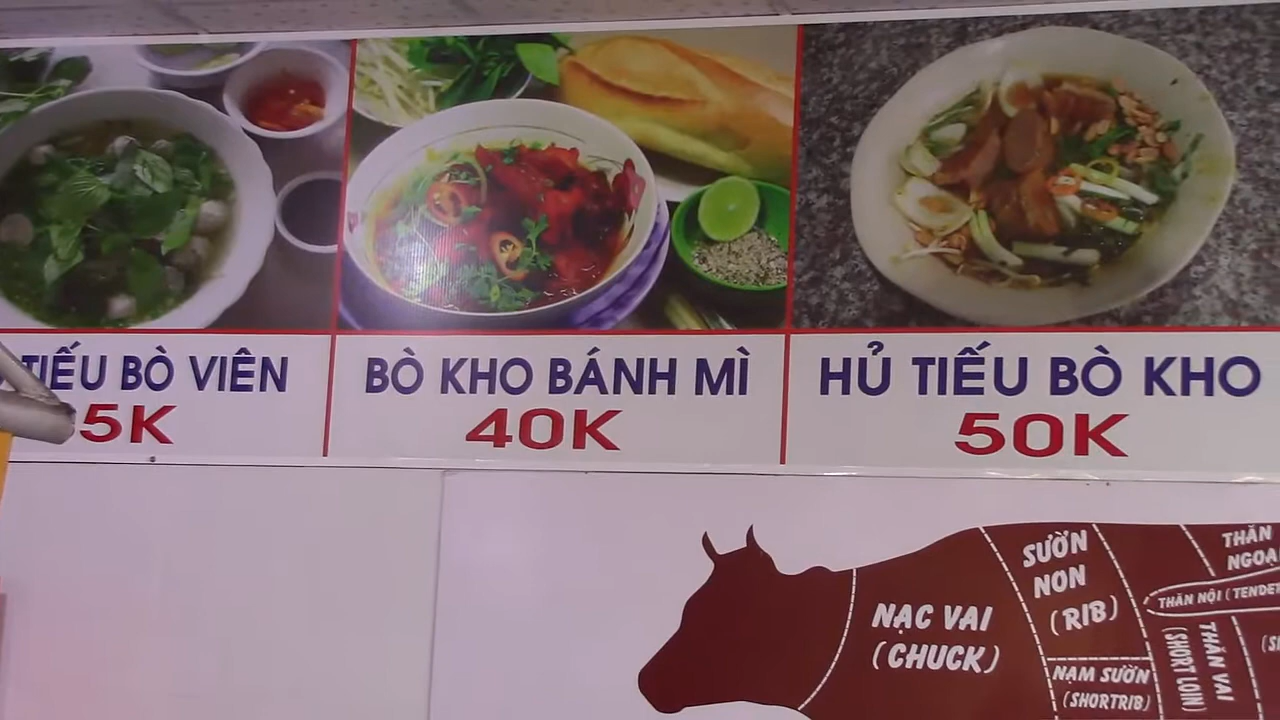 TIẾU BÒ VIÊN
5K
BÒ KHO BÁNH MÌ
40K
HỦ TIẾU BÒ KHO
50K
NẠC VAI
(CHUCK)
SƯỜN
NON
(RIB)
NẠM SƯỜN
(SHORTRIB)
THĂN
THĂN NỘI
THĂN VAI
(SHORT LOIN)